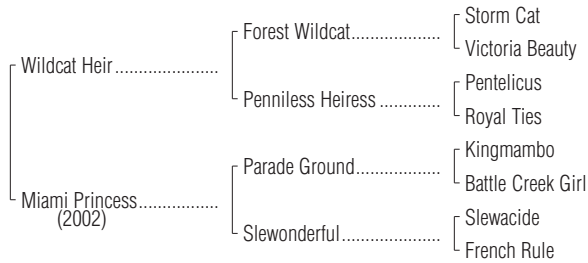 Storm Cat
Forest Wildcat...................
Victoria Beauty
Wildcat Heir......................
Pentelicus
Penniless Heiress .............
Royal Ties
Kingmambo
Parade Ground.................
Battle Creek Girl
Miami Princess.................
(2002)
Slewacide
Slewonderful.....................
French Rule